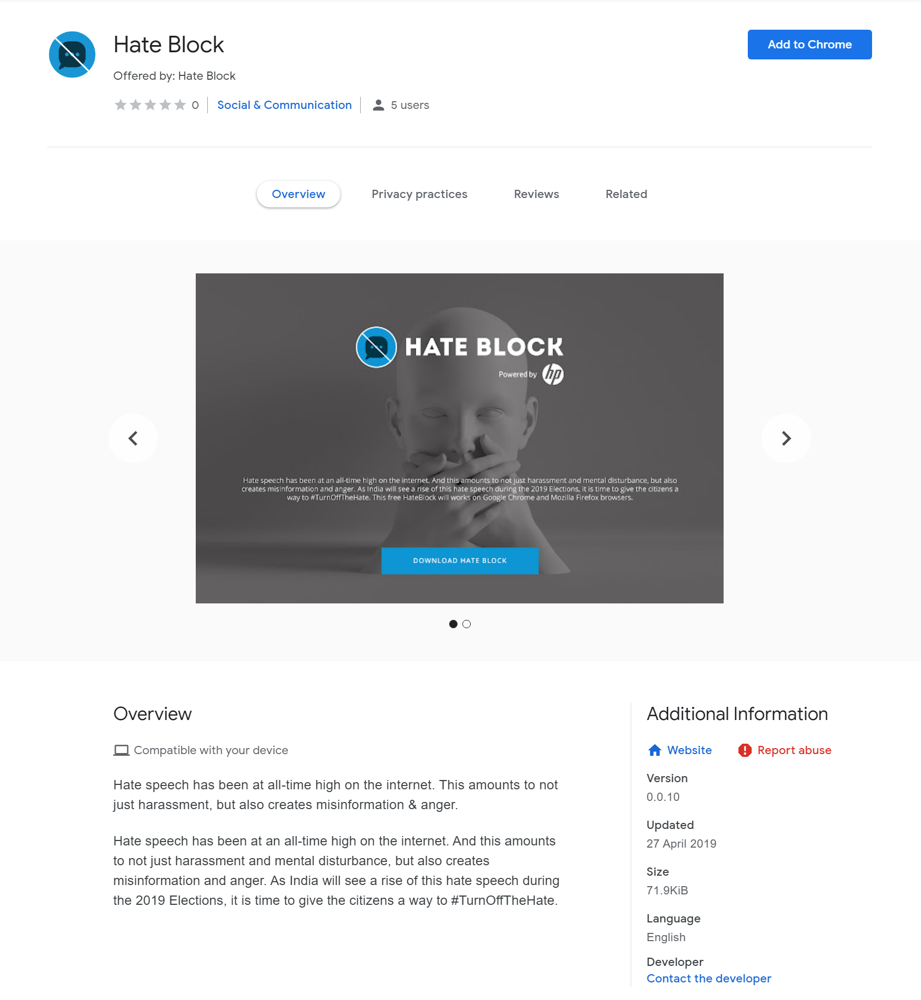 Hate Block
Add to Chrome
Offered by: Hate Block
0
Social & Communication
5 users
Overview
Privacy practices
Reviews
Related
HATE BLOCK
Powered by hp
Hate speech has been at an all-time high on the internet. And this amounts to not just harassment and mental disturbance, but also
creates misinformation and anger. As India will see a rise of this hate speech during the 2019 Elections, it is time to give the citizens a
way to #TurnOffTheHate. This free HateBlock will works on Google Chrome and Mozilla Firefox browsers.
DOWNLOAD HATE BLOCK
Overview
Compatible with your device
Hate speech has been at all-time high on the internet. This amounts to not
just harassment, but also creates misinformation & anger.
Hate speech has been at an all-time high on the internet. And this amounts
to not just harassment and mental disturbance, but also creates
misinformation and anger. As India will see a rise of this hate speech during
the 2019 Elections, it is time to give the citizens a way to #TurnOffTheHate.
Additional Information
Website
Report abuse
Version
0.0.10
Updated
27 April 2019
Size
71.9KiB
Language
English
Developer
Contact the developer